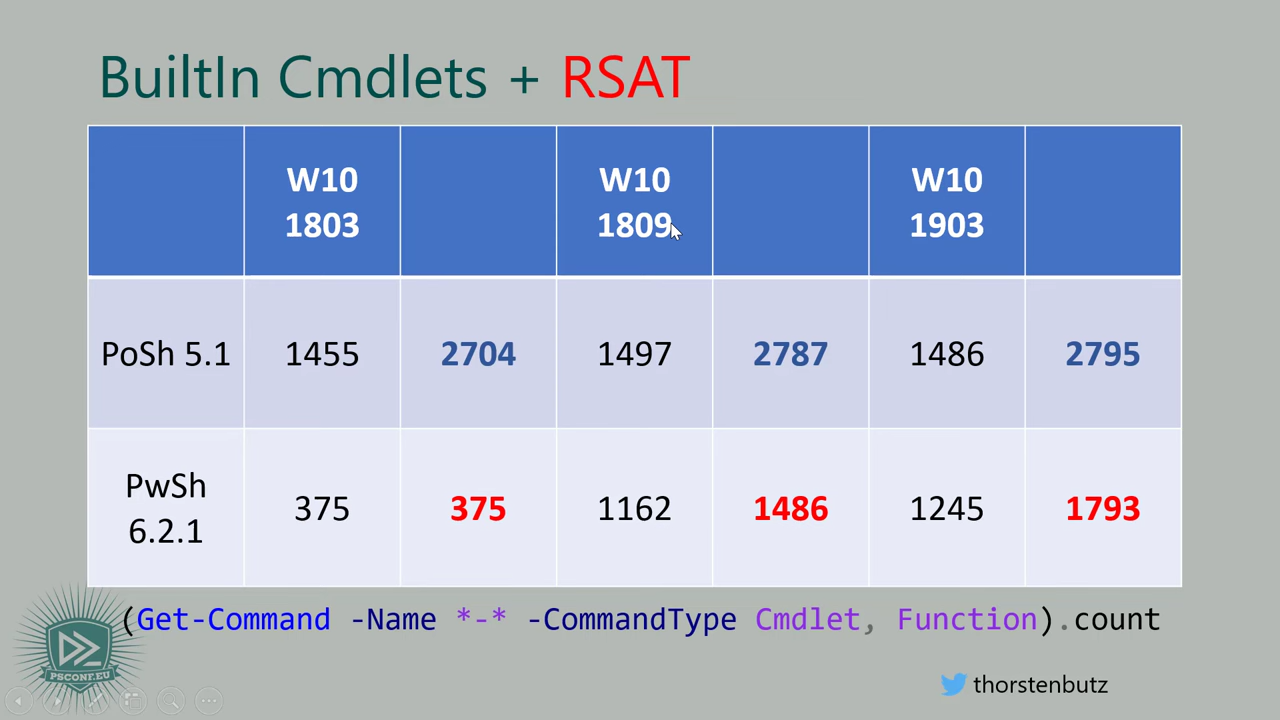 BuiltIn Cmdlets + RSAT
W10 1803
W10 1809
W10 1903
PoSh 5.1 1455 2704 1497 2787 1486 2795
PwSh 6.2.1 375 375 1162 1486 1245 1793
(Get-Command -Name *-* -CommandType Cmdlet, Function).count
PSCONF.EU
thorstenbutz